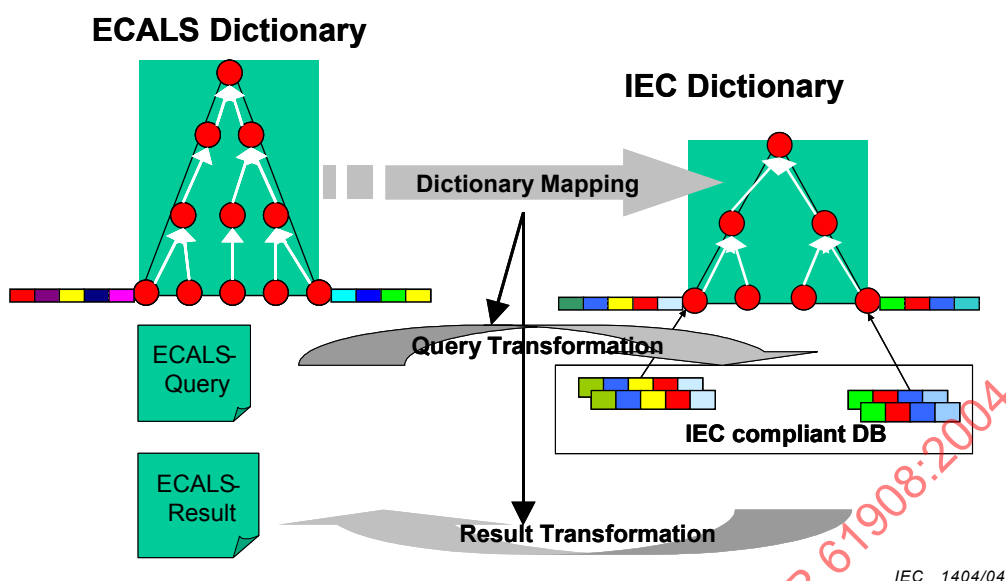 ECALS Dictionary
IEC Dictionary
Dictionary Mapping
ECALS-
Query
Query Transformation
IEC compliant DB
ECALS-
Result
Result Transformation
R 61908:2004
IEC 1404/04